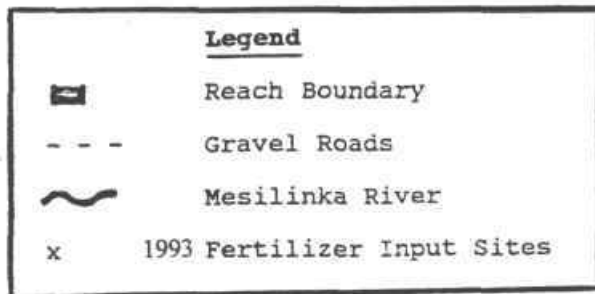 Legend
Reach Boundary
Gravel Roads
Mesilinka River
x 1993 Fertilizer Input Sites